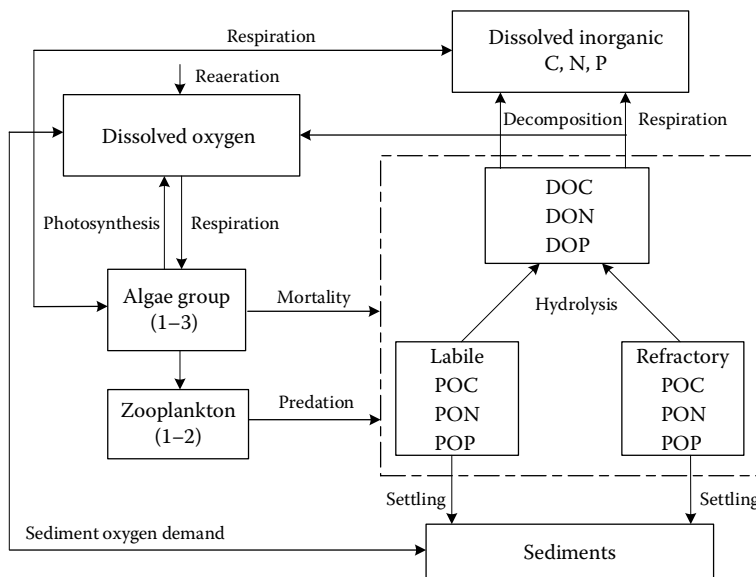 Respiration
Dissolved inorganic
C, N, P
Reaeration
Dissolved oxygen
Decomposition
Respiration
Photosynthesis
Respiration
DOC
DON
DOP
Algae group
(1–3)
Mortality
Hydrolysis
Labile
POC
PON
POP
Refractory
POC
PON
POP
Zooplankton
(1–2)
Predation
Settling
Settling
Sediment oxygen demand
Sediments